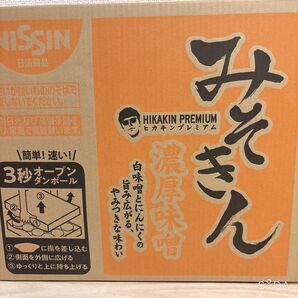 NISSIN
日清食品
みそきん
HIKAKIN PREMIUM
ヒカキンプレミアム
濃厚味噌
白味噌とにんにくの
旨み広がる、
やみつきな味わい
簡単!速い!
3秒オープン
ダンボール
①に指を差し込む
②側面を外側に広げる
③ゆっくりと上に持ち上げる